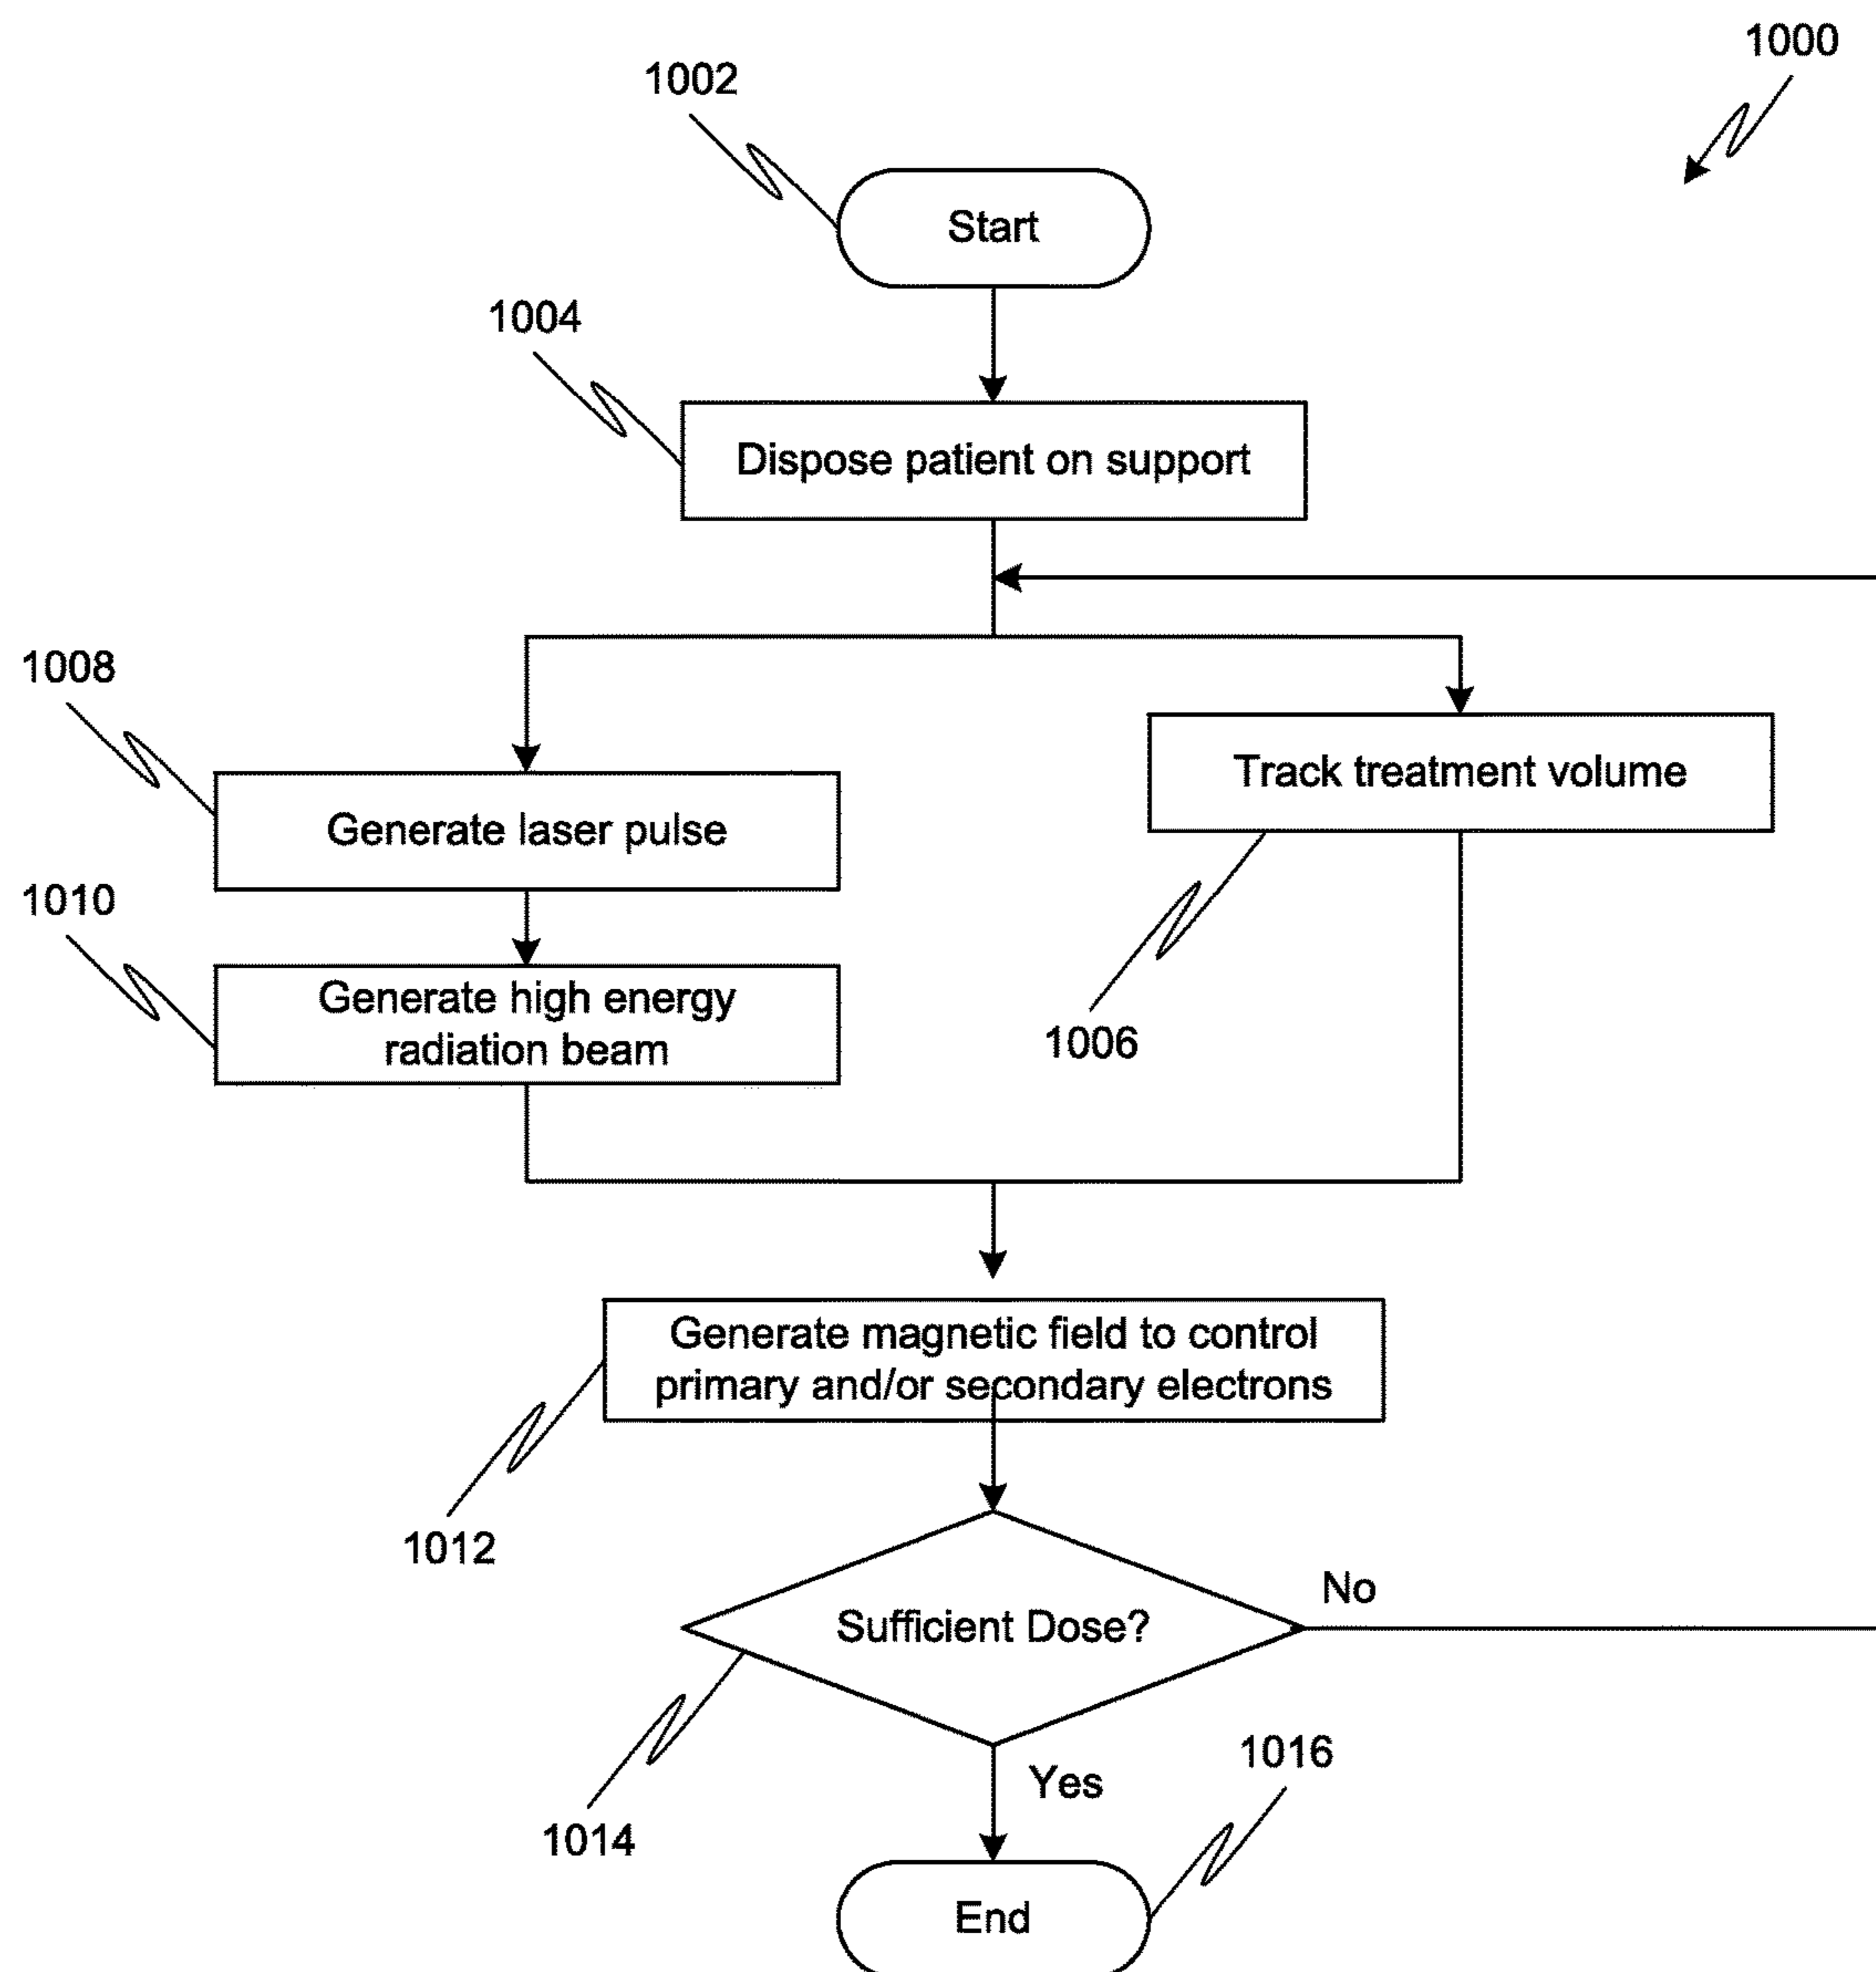 1000
1002
Start
1004
Dispose patient on support
1008
Track treatment volume
Generate laser pulse
1010
Generate high energy
radiation beam
1006
Generate magnetic field to control
primary and/or secondary electrons
1012
No
Sufficient Dose?
1016
Yes
1014
End